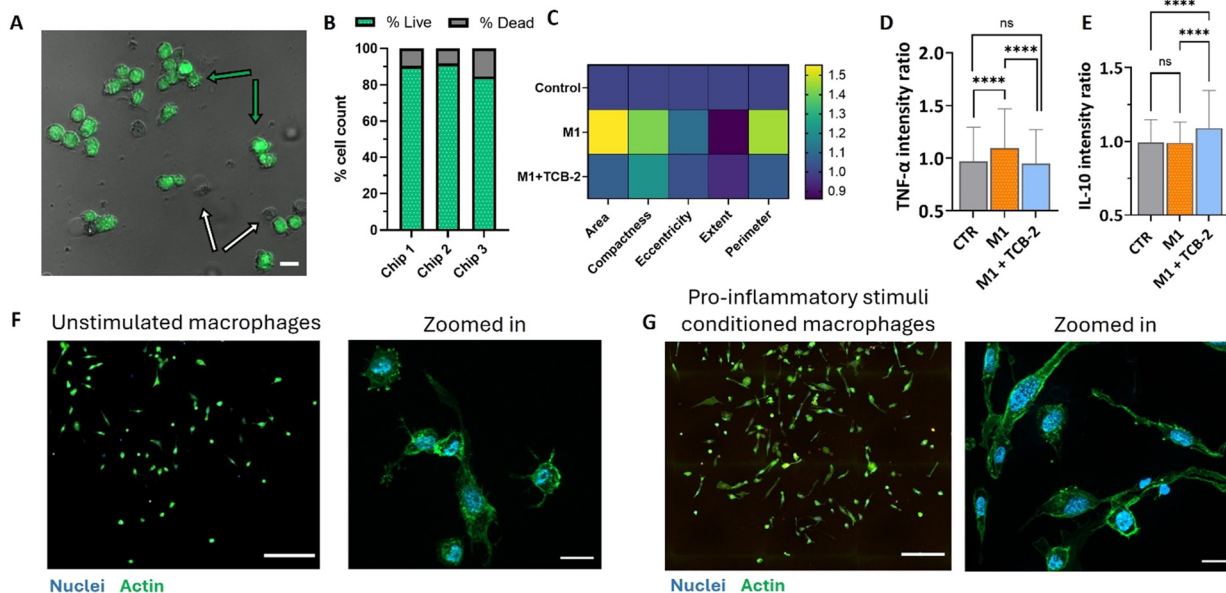 A
B
% Live
% Dead
% cell count
100
80
60
40
20
0
Chip 1
Chip 2
Chip 3
C
Control
M1
M1+TCB-2
Area
Compactness
Eccentricity
Extent
Perimeter
1.5
1.4
1.3
1.2
1.1
1.0
0.9
D
TNF-α intensity ratio
2.0
1.5
1.0
0.5
ns
****
****
CTR
M1
M1 + TCB-2
E
IL-10 intensity ratio
1.5
1.0
0.5
****
****
ns
CTR
M1
M1 + TCB-2
F
Unstimulated macrophages
Zoomed in
Nuclei Actin
G
Pro-inflammatory stimuli
conditioned macrophages
Zoomed in
Nuclei Actin